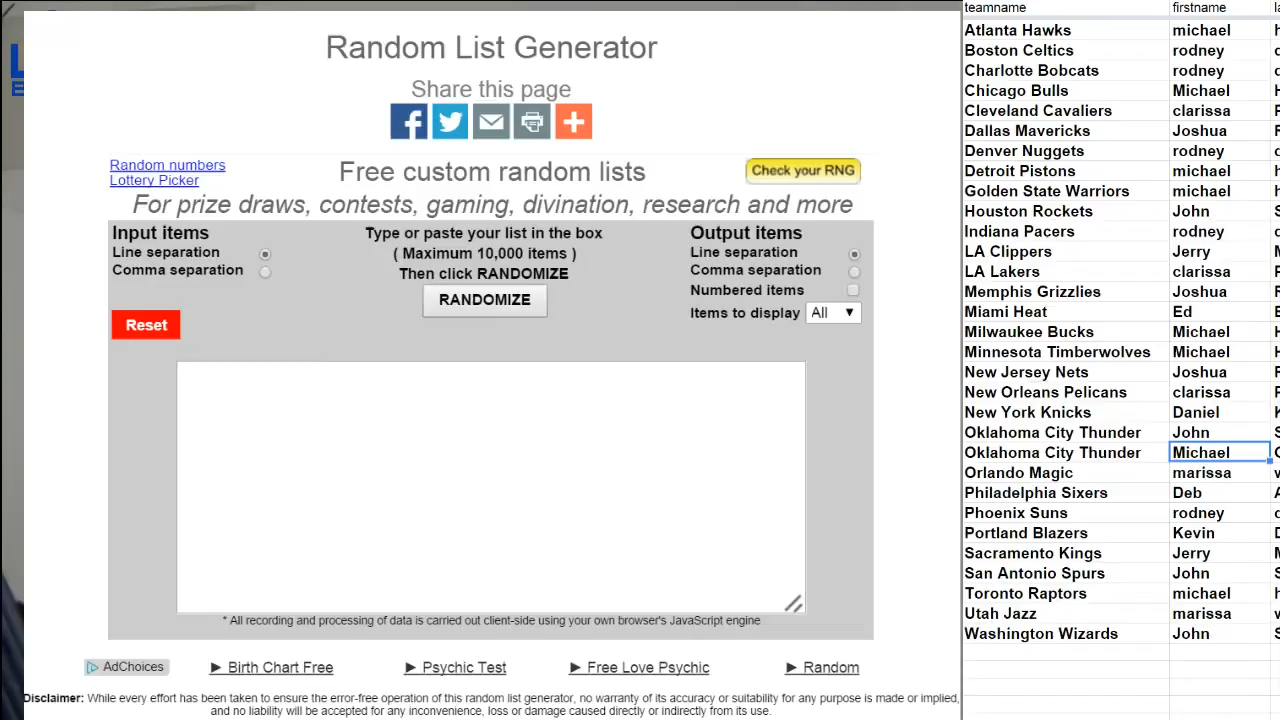 Random List Generator
Share this page
Random numbers
Lottery Picker
Free custom random lists
Check your RNG
For prize draws, contests, gaming, divination, research and more
Input items
Line separation
Comma separation
Reset
Type or paste your list in the box
( Maximum 10,000 items )
Then click RANDOMIZE
RANDOMIZE
Output items
Line separation
Comma separation
Numbered items
Items to display All
* All recording and processing of data is carried out client-side using your own browser's JavaScript engine
AdChoices
► Birth Chart Free
► Psychic Test
► Free Love Psychic
► Random
Disclaimer: While every effort has been taken to ensure the error-free operation of this random list generator, no warranty of its accuracy or suitability for any purpose is made or implied,
and no liability will be accepted for any inconvenience, loss or damage caused directly or indirectly from its use.
teamname firstname
Atlanta Hawks michael
Boston Celtics rodney
Charlotte Bobcats rodney
Chicago Bulls Michael
Cleveland Cavaliers clarissa
Dallas Mavericks Joshua
Denver Nuggets rodney
Detroit Pistons michael
Golden State Warriors michael
Houston Rockets John
Indiana Pacers rodney
LA Clippers Jerry
LA Lakers clarissa
Memphis Grizzlies Joshua
Miami Heat Ed
Milwaukee Bucks Michael
Minnesota Timberwolves Michael
New Jersey Nets Joshua
New Orleans Pelicans clarissa
New York Knicks Daniel
Oklahoma City Thunder John
Oklahoma City Thunder Michael
Orlando Magic marissa
Philadelphia Sixers Deb
Phoenix Suns rodney
Portland Blazers Kevin
Sacramento Kings Jerry
San Antonio Spurs John
Toronto Raptors michael
Utah Jazz marissa
Washington Wizards John